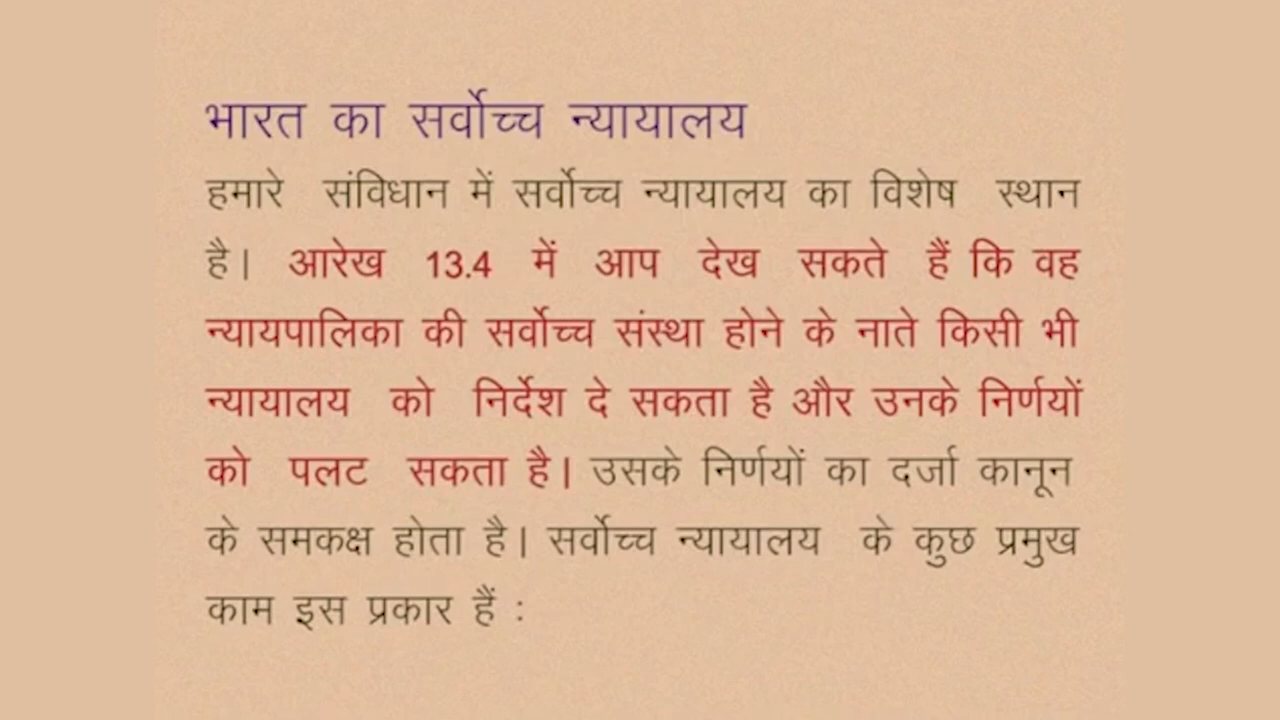 भारत का सर्वोच्च न्यायालय
हमारे संविधान में सर्वोच्च न्यायालय का विशेष स्थान
है। आरेख 13.4 में आप देख सकते हैं कि वह
न्यायपालिका की सर्वोच्च संस्था होने के नाते किसी भी
न्यायालय को निर्देश दे सकता है और उनके निर्णयों
को पलट सकता है। उसके निर्णयों का दर्जा कानून
के समकक्ष होता है। सर्वोच्च न्यायालय के कुछ प्रमुख
काम इस प्रकार हैं :